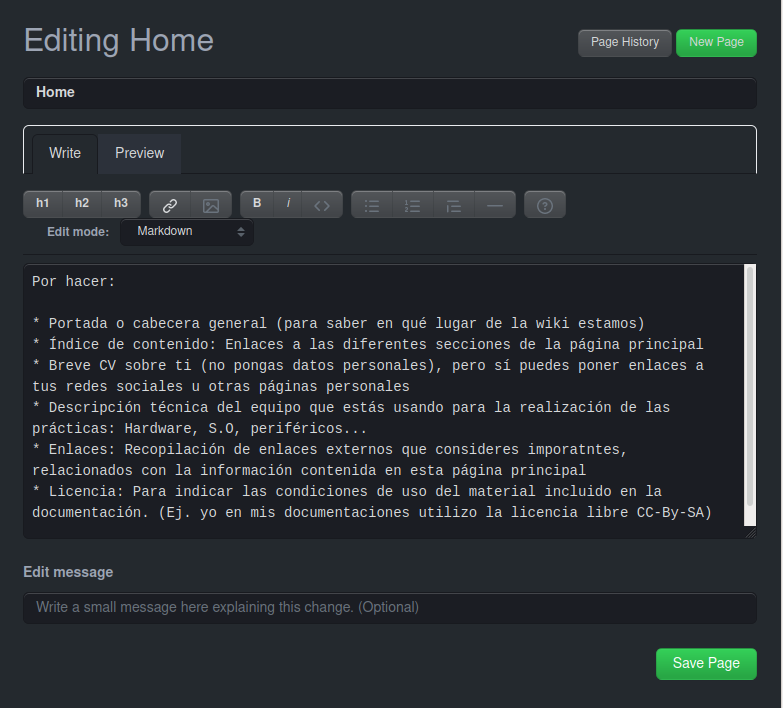 Editing Home
Page History
New Page
Home
Write
Preview
h1 h2 h3 B i <> ?
Edit mode:
Markdown
Por hacer:
* Portada o cabecera general (para saber en qué lugar de la wiki estamos)
* Índice de contenido: Enlaces a las diferentes secciones de la página principal
* Breve CV sobre ti (no pongas datos personales), pero sí puedes poner enlaces a
tus redes sociales u otras páginas personales
* Descripción técnica del equipo que estás usando para la realización de las
prácticas: Hardware, S.O, periféricos...
* Enlaces: Recopilación de enlaces externos que consideres imporatntes,
relacionados con la información contenida en esta página principal
* Licencia: Para indicar las condiciones de uso del material incluido en la
documentación. (Ej. yo en mis documentaciones utilizo la licencia libre CC-By-SA)
Edit message
Write a small message here explaining this change. (Optional)
Save Page